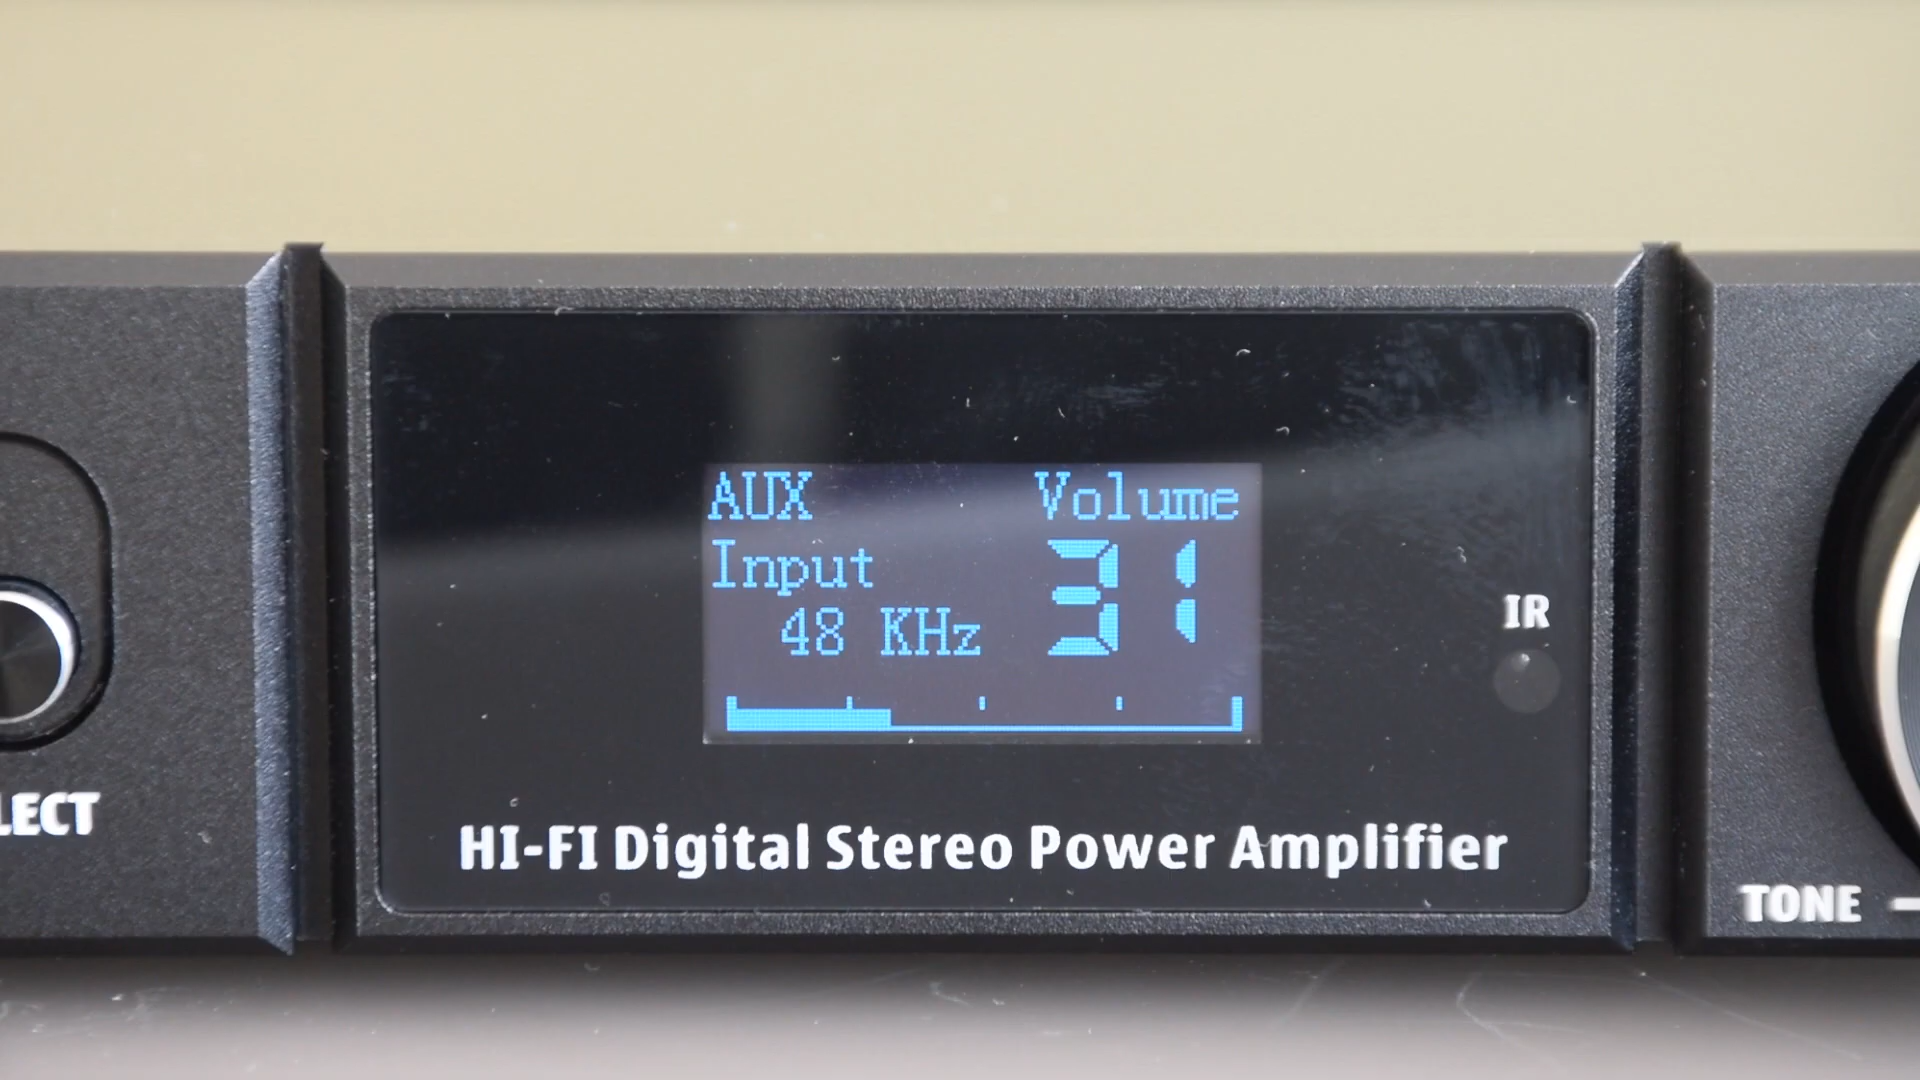 AUX Volume
Input 31
48 KHz
IR
LECT
HI-FI Digital Stereo Power Amplifier
TONE